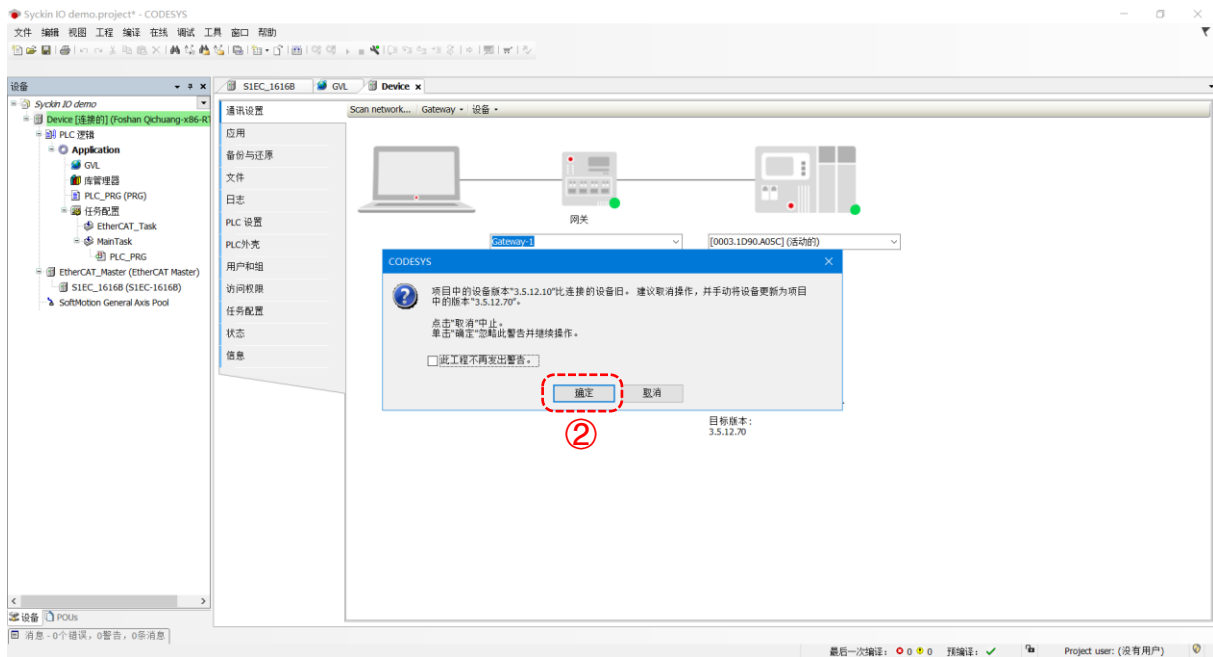 Syckin IO demo.project* - CODESYS
文件 编辑 视图 工程 编译 在线 调试 工具 窗口 帮助
设备
S1EC_1616B GVL Device
Syckin IO demo
Device [连接的] (Foshan Qichuang-x86-RT
PLC 逻辑
Application
GVL
库管理器
PLC_PRG (PRG)
任务配置
EtherCAT_Task
MainTask
PLC_PRG
EtherCAT_Master (EtherCAT Master)
S1EC_1616B (S1EC-1616B)
SoftMotion General Axis Pool
设备 POUs
通讯设置
应用
备份与还原
文件
日志
PLC 设置
PLC外壳
用户和组
访问权限
任务配置
状态
信息
Scan network... Gateway 设备
网关
Gateway-1
[0003.1D90.A05C] (活动的)
CODESYS
项目中的设备版本"3.5.12.10"比连接的设备旧。 建议取消操作，并手动将设备更新为项目
中的版本"3.5.12.70"。
点击"取消"中止。
单击"确定"忽略此警告并继续操作。
此工程不再发出警告。
确定 取消
②
目标版本:
3.5.12.70
消息 - 0个错误，0警告，0条消息
最后一次编译: 0 0 预编译: Project user: (没有用户)